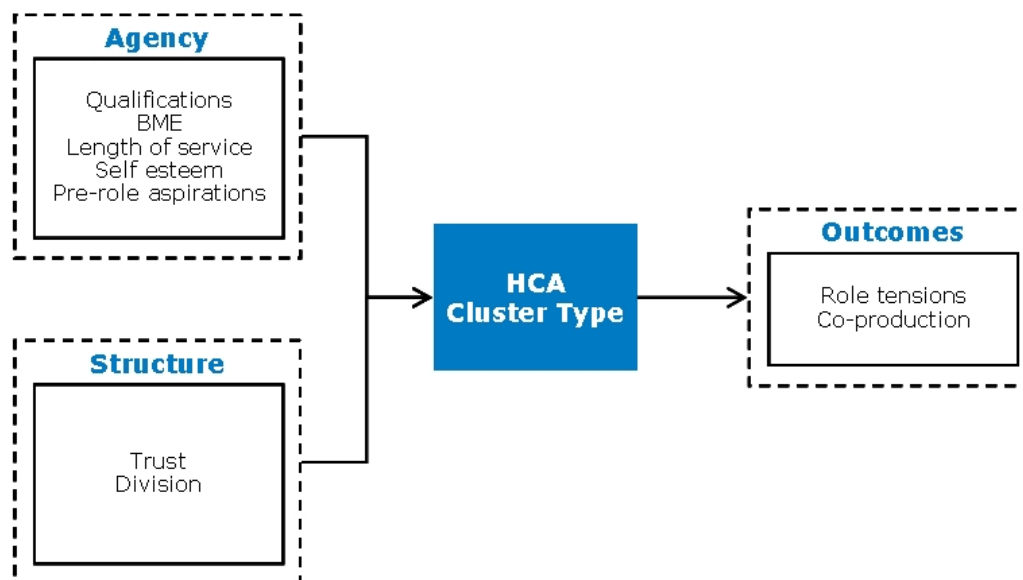 Agency
Qualifications
BME
Length of service
Self esteem
Pre-role aspirations
Structure
Trust
Division
HCA
Cluster Type
Outcomes
Role tensions
Co-production